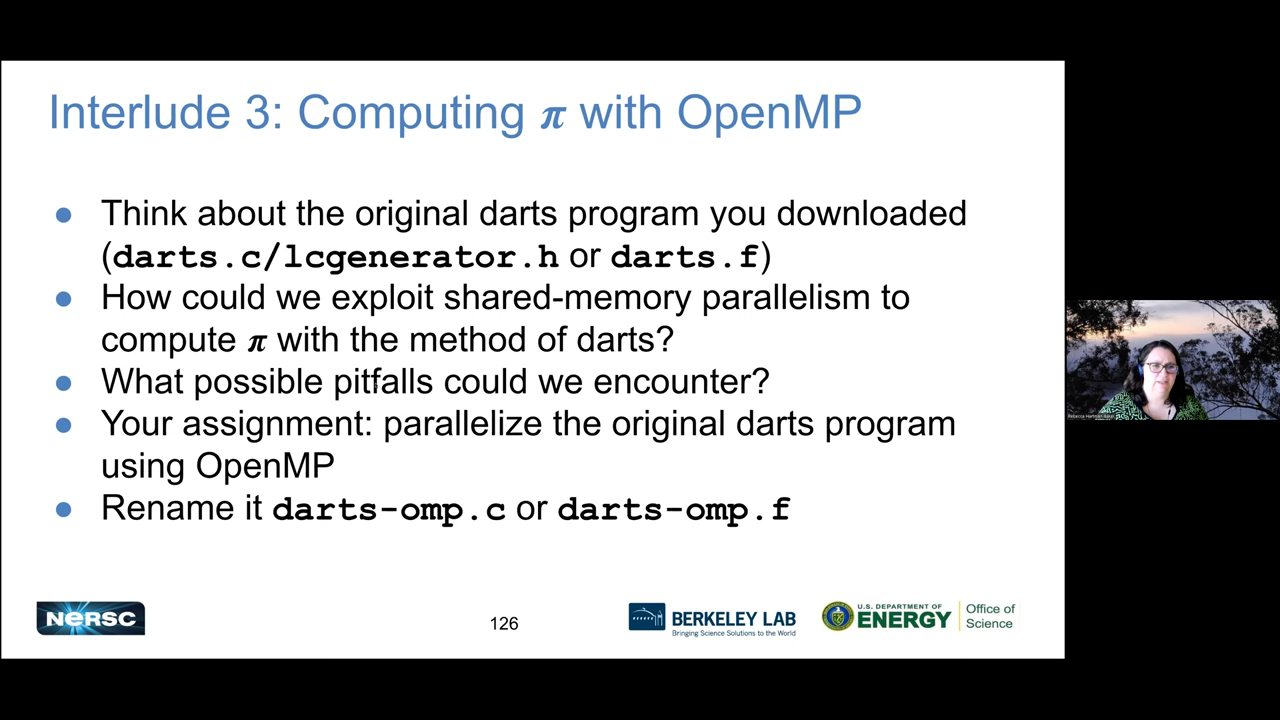 Interlude 3: Computing π with OpenMP
● Think about the original darts program you downloaded
(darts.c/lcgenerator.h or darts.f)
● How could we exploit shared-memory parallelism to
compute π with the method of darts?
● What possible pitfalls could we encounter?
● Your assignment: parallelize the original darts program
using OpenMP
● Rename it darts-omp.c or darts-omp.f
NERSC
126
BERKELEY LAB
Bringing Science Solutions to the World
U.S. DEPARTMENT OF
ENERGY
Office of
Science